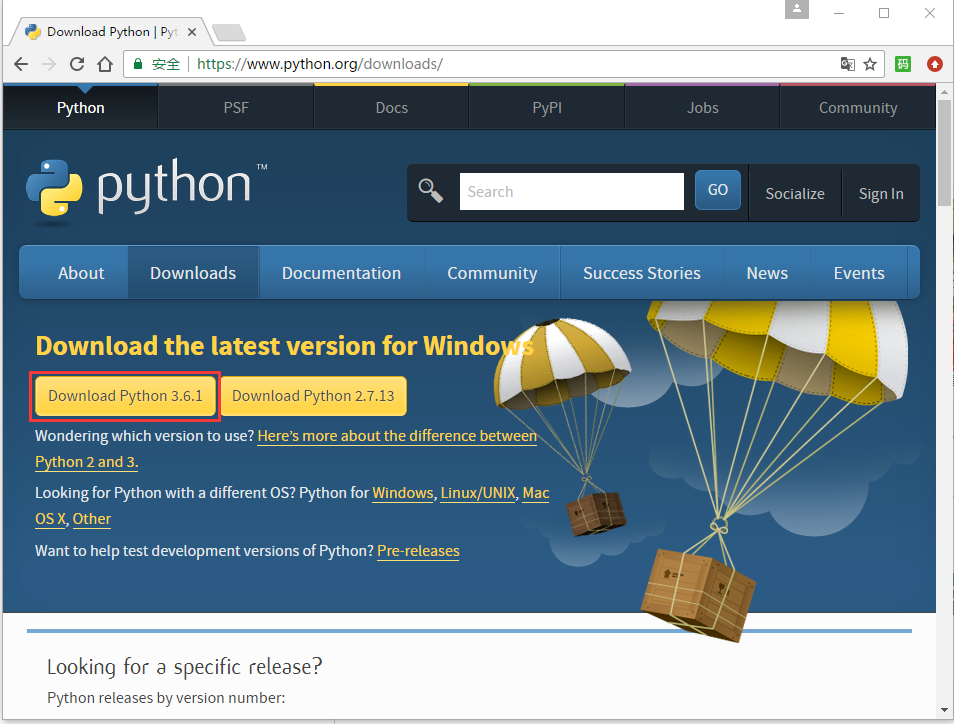 Download Python | Pyt
安全 https://www.python.org/downloads/
码
Python PSF Docs PyPI Jobs Community
python™
Search GO Socialize Sign In
About Downloads Documentation Community Success Stories News Events
Download the latest version for Windows
Download Python 3.6.1 Download Python 2.7.13
Wondering which version to use? Here's more about the difference between
Python 2 and 3.
Looking for Python with a different OS? Python for Windows, Linux/UNIX, Mac
OS X, Other
Want to help test development versions of Python? Pre-releases
Looking for a specific release?
Python releases by version number: